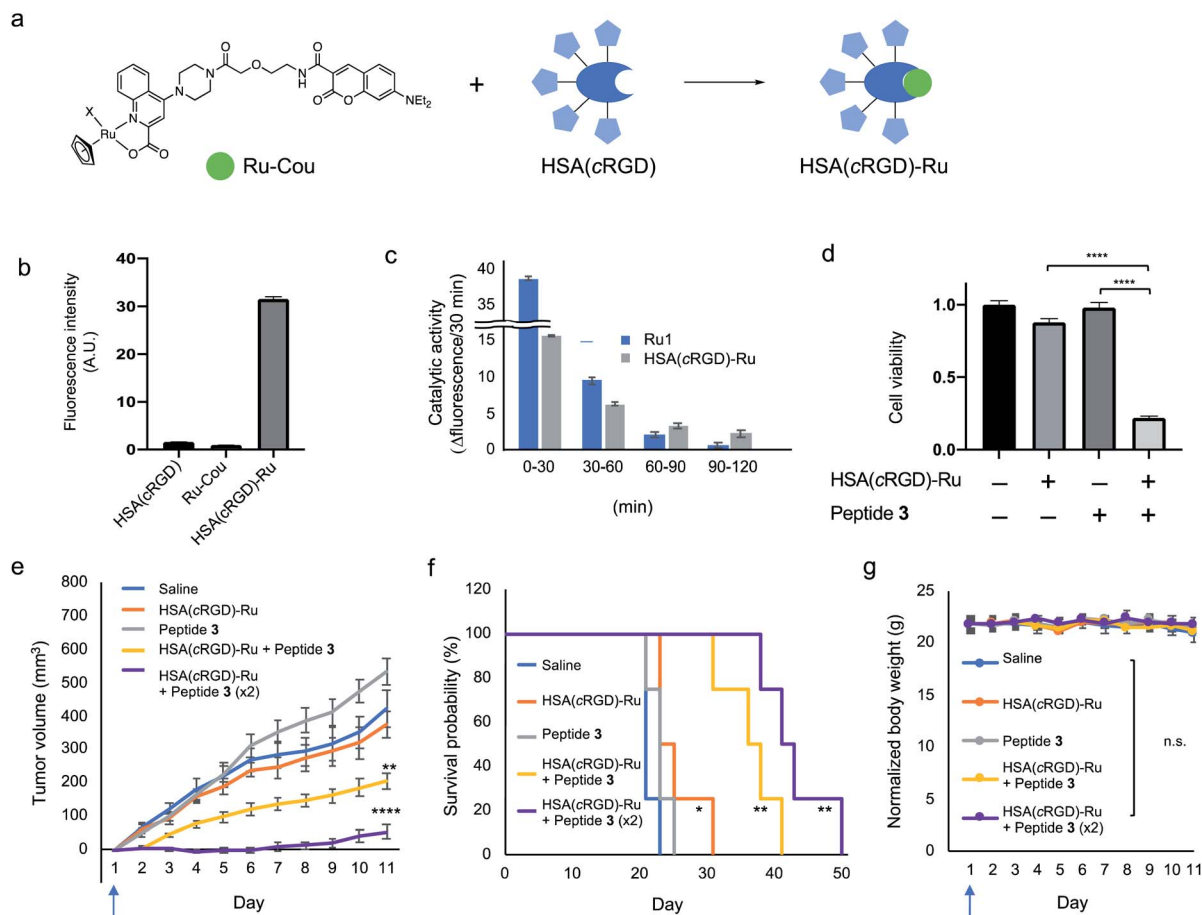 a
N
N
O
O
O
N
H
O
O
O
NEt₂
X
N
Ru
O
O
+
Ru-Cou
HSA(cRGD)
HSA(cRGD)-Ru
b
Fluorescence intensity
(A.U.)
40
30
20
10
0
HSA(cRGD)
Ru-Cou
HSA(cRGD)-Ru
c
Catalytic activity
(Δfluorescence/30 min)
40
35
15
10
5
0
Ru1
HSA(cRGD)-Ru
0-30
30-60
60-90
90-120
(min)
d
Cell viability
1.0
0.5
0.0
****
****
HSA(cRGD)-Ru − + − +
Peptide 3 − − + +
e
Tumor volume (mm³)
800
700
600
500
400
300
200
100
0
Saline
HSA(cRGD)-Ru
Peptide 3
HSA(cRGD)-Ru + Peptide 3
HSA(cRGD)-Ru
+ Peptide 3 (x2)
**
****
1 2 3 4 5 6 7 8 9 10 11
Day
f
Survival probability (%)
120
100
80
60
40
20
0
Saline
HSA(cRGD)-Ru
Peptide 3
HSA(cRGD)-Ru
+ Peptide 3
HSA(cRGD)-Ru
+ Peptide 3 (x2)
* ** **
0 10 20 30 40 50
Day
g
Normalized body weight (g)
25
22
15
10
5
0
Saline
HSA(cRGD)-Ru
Peptide 3
HSA(cRGD)-Ru
+ Peptide 3
HSA(cRGD)-Ru
+ Peptide 3 (x2)
n.s.
1 2 3 4 5 6 7 8 9 10 11
Day